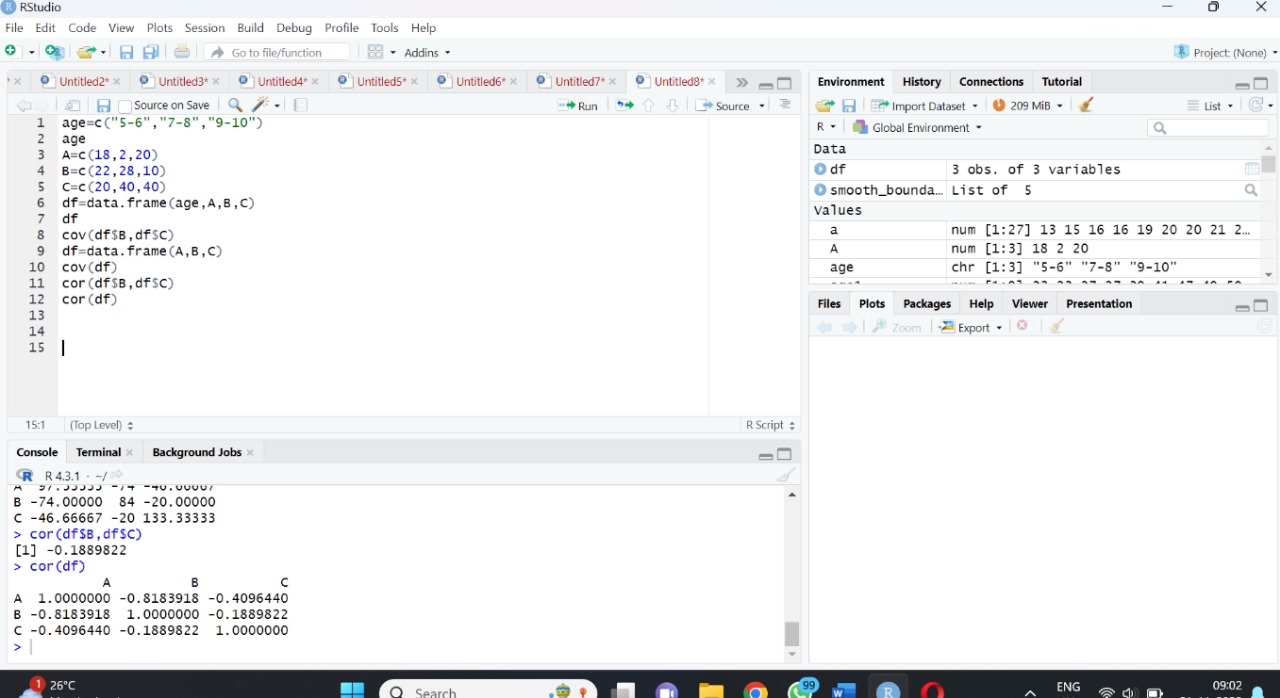 RStudio
File Edit Code View Plots Session Build Debug Profile Tools Help
Go to file/function Addins Project: (None)
Untitled2* Untitled3* Untitled4* Untitled5* Untitled6* Untitled7* Untitled8*
Source on Save Run Source
1 age=c("5-6","7-8","9-10")
2 age
3 A=c(18,2,20)
4 B=c(22,28,10)
5 C=c(20,40,40)
6 df=data.frame(age,A,B,C)
7 df
8 cov(df$B,df$C)
9 df=data.frame(A,B,C)
10 cov(df)
11 cor(df$B,df$C)
12 cor(df)
13
14
15
15:1 (Top Level) R Script
Console Terminal Background Jobs
R 4.3.1 · ~/
B -74.00000 84 -20.00000
C -46.66667 -20 133.33333
> cor(df$B,df$C)
[1] -0.1889822
> cor(df)
A B C
A 1.0000000 -0.8183918 -0.4096440
B -0.8183918 1.0000000 -0.1889822
C -0.4096440 -0.1889822 1.0000000
>
Environment History Connections Tutorial
Import Dataset 209 MiB List
R Global Environment
Data
df 3 obs. of 3 variables
smooth_bounda… List of 5
Values
a num [1:27] 13 15 16 16 19 20 20 21 2…
A num [1:3] 18 2 20
age chr [1:3] "5-6" "7-8" "9-10"
Files Plots Packages Help Viewer Presentation
Zoom Export
1 26°C Search 99 ENG 09:02